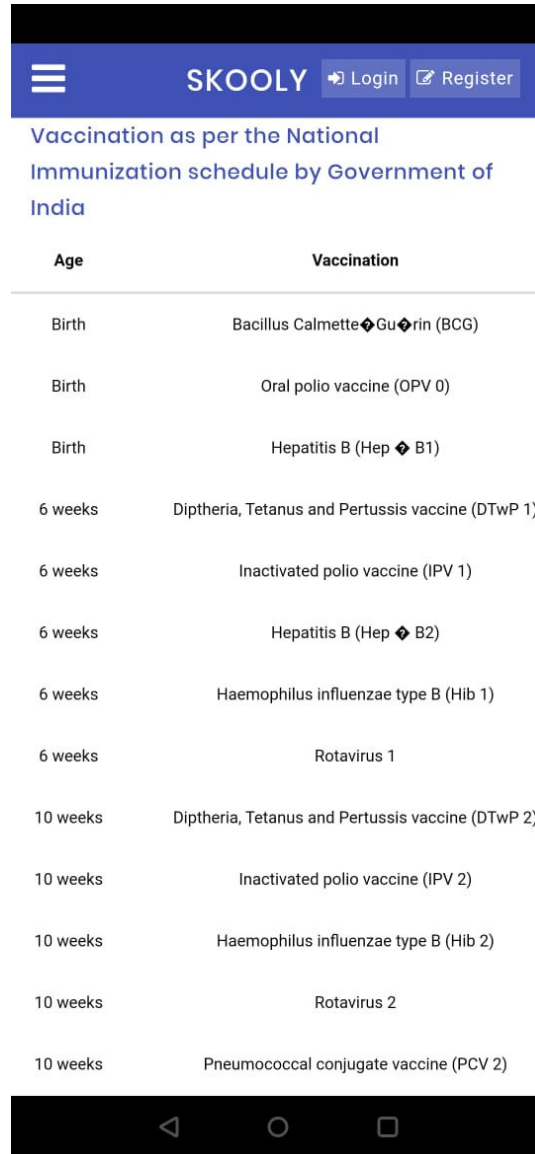 SKOOLY Login Register
Vaccination as per the National
Immunization schedule by Government of
India
Age Vaccination
Birth Bacillus Calmette�Gu�rin (BCG)
Birth Oral polio vaccine (OPV 0)
Birth Hepatitis B (Hep � B1)
6 weeks Diptheria, Tetanus and Pertussis vaccine (DTwP 1)
6 weeks Inactivated polio vaccine (IPV 1)
6 weeks Hepatitis B (Hep � B2)
6 weeks Haemophilus influenzae type B (Hib 1)
6 weeks Rotavirus 1
10 weeks Diptheria, Tetanus and Pertussis vaccine (DTwP 2)
10 weeks Inactivated polio vaccine (IPV 2)
10 weeks Haemophilus influenzae type B (Hib 2)
10 weeks Rotavirus 2
10 weeks Pneumococcal conjugate vaccine (PCV 2)